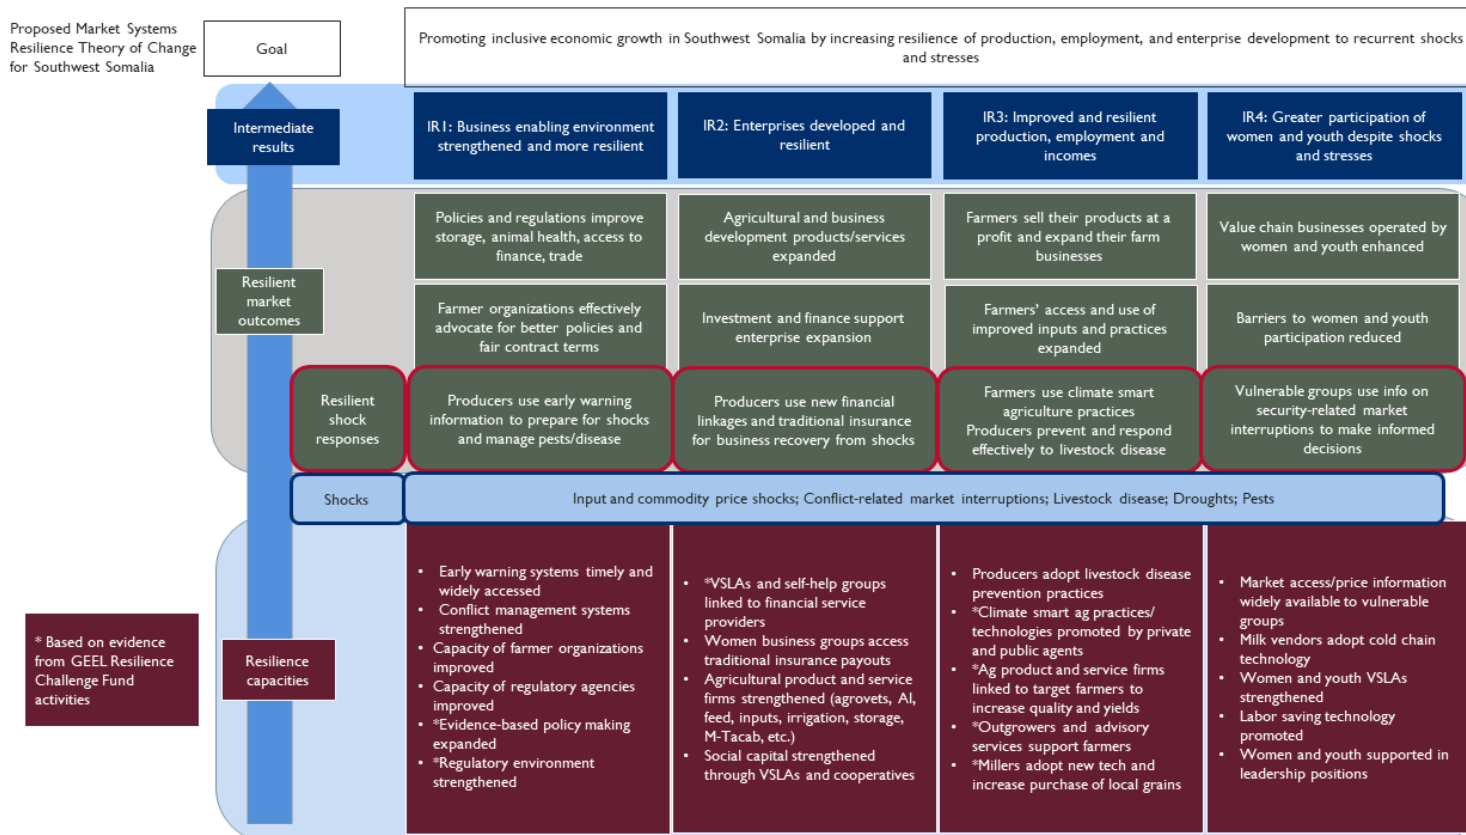 Proposed Market Systems
Resilience Theory of Change
for Southwest Somalia
Goal
Promoting inclusive economic growth in Southwest Somalia by increasing resilience of production, employment, and enterprise development to recurrent shocks
and stresses
Intermediate
results
IR1: Business enabling environment
strengthened and more resilient
IR2: Enterprises developed and
resilient
IR3: Improved and resilient
production, employment and
incomes
IR4: Greater participation of
women and youth despite shocks
and stresses
Resilient
market
outcomes
Policies and regulations improve
storage, animal health, access to
finance, trade
Agricultural and business
development products/services
expanded
Farmers sell their products at a
profit and expand their farm
businesses
Value chain businesses operated by
women and youth enhanced
Farmer organizations effectively
advocate for better policies and
fair contract terms
Investment and finance support
enterprise expansion
Farmers' access and use of
improved inputs and practices
expanded
Barriers to women and youth
participation reduced
Resilient
shock
responses
Producers use early warning
information to prepare for shocks
and manage pests/disease
Producers use new financial
linkages and traditional insurance
for business recovery from shocks
Farmers use climate smart
agriculture practices
Producers prevent and respond
effectively to livestock disease
Vulnerable groups use info on
security-related market
interruptions to make informed
decisions
Shocks
Input and commodity price shocks; Conflict-related market interruptions; Livestock disease; Droughts; Pests
* Based on evidence
from GEEL Resilience
Challenge Fund
activities
Resilience
capacities
• Early warning systems timely and
widely accessed
• Conflict management systems
strengthened
• Capacity of farmer organizations
improved
• Capacity of regulatory agencies
improved
• *Evidence-based policy making
expanded
• *Regulatory environment
strengthened
• *VSLAs and self-help groups
linked to financial service
providers
• Women business groups access
traditional insurance payouts
• Agricultural product and service
firms strengthened (agrovets, AI,
feed, inputs, irrigation, storage,
M-Tacab, etc.)
• Social capital strengthened
through VSLAs and cooperatives
• Producers adopt livestock disease
prevention practices
• *Climate smart ag practices/
technologies promoted by private
and public agents
• *Ag product and service firms
linked to target farmers to
increase quality and yields
• *Outgrowers and advisory
services support farmers
• *Millers adopt new tech and
increase purchase of local grains
• Market access/price information
widely available to vulnerable
groups
• Milk vendors adopt cold chain
technology
• Women and youth VSLAs
strengthened
• Labor saving technology
promoted
• Women and youth supported in
leadership positions